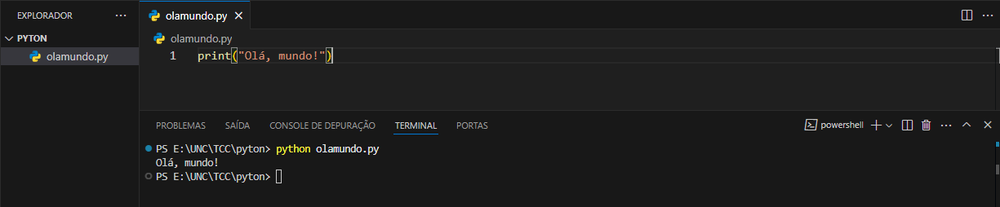 EXPLORADOR ···
PYTON
olamundo.py
olamundo.py
olamundo.py
1 print("Olá, mundo!")
PROBLEMAS SAÍDA CONSOLE DE DEPURAÇÃO TERMINAL PORTAS powershell
PS E:\UNC\TCC\pyton> python olamundo.py
Olá, mundo!
PS E:\UNC\TCC\pyton>